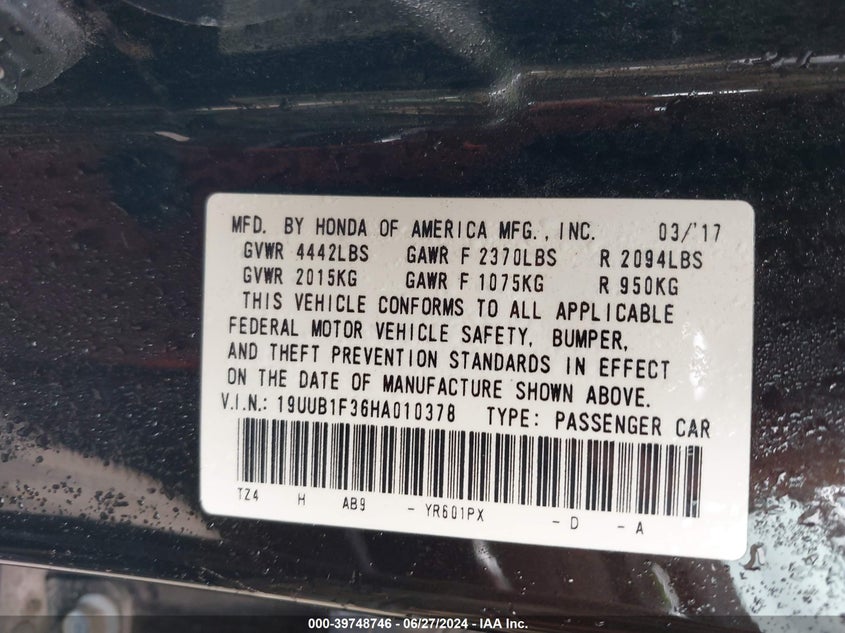 MFD. BY HONDA OF AMERICA MFG., INC. 03/'17
GVWR 4442LBS GAWR F 2370LBS R 2094LBS
GVWR 2015KG GAWR F 1075KG R 950KG
THIS VEHICLE CONFORMS TO ALL APPLICABLE
FEDERAL MOTOR VEHICLE SAFETY, BUMPER,
AND THEFT PREVENTION STANDARDS IN EFFECT
ON THE DATE OF MANUFACTURE SHOWN ABOVE.
V.I.N.: 19UUB1F36HA010378 TYPE: PASSENGER CAR
TZ4 H AB9 - YR601PX - D - A
000-39748746 - 06/27/2024 - IAA Inc.